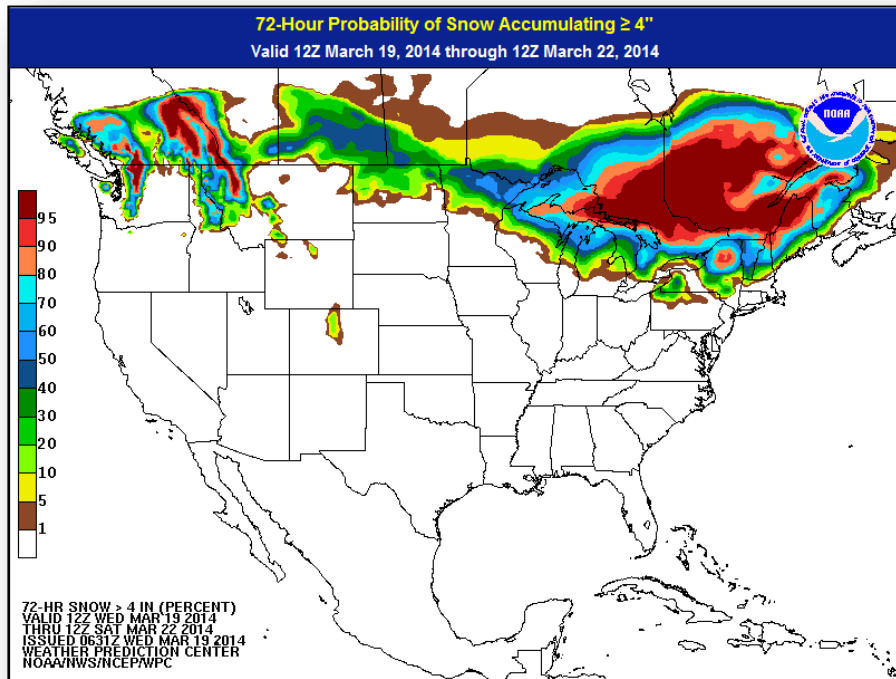 72-Hour Probability of Snow Accumulating ≥ 4"
Valid 12Z March 19, 2014 through 12Z March 22, 2014
NOAA
95
90
80
70
60
50
40
30
20
10
5
1
72-HR SNOW > 4 IN (PERCENT)
VALID 12Z WED MAR 19 2014
THRU 12Z SAT MAR 22 2014
ISSUED 0631Z WED MAR 19 2014
WEATHER PREDICTION CENTER
NOAA/NWS/NCEP/WPC